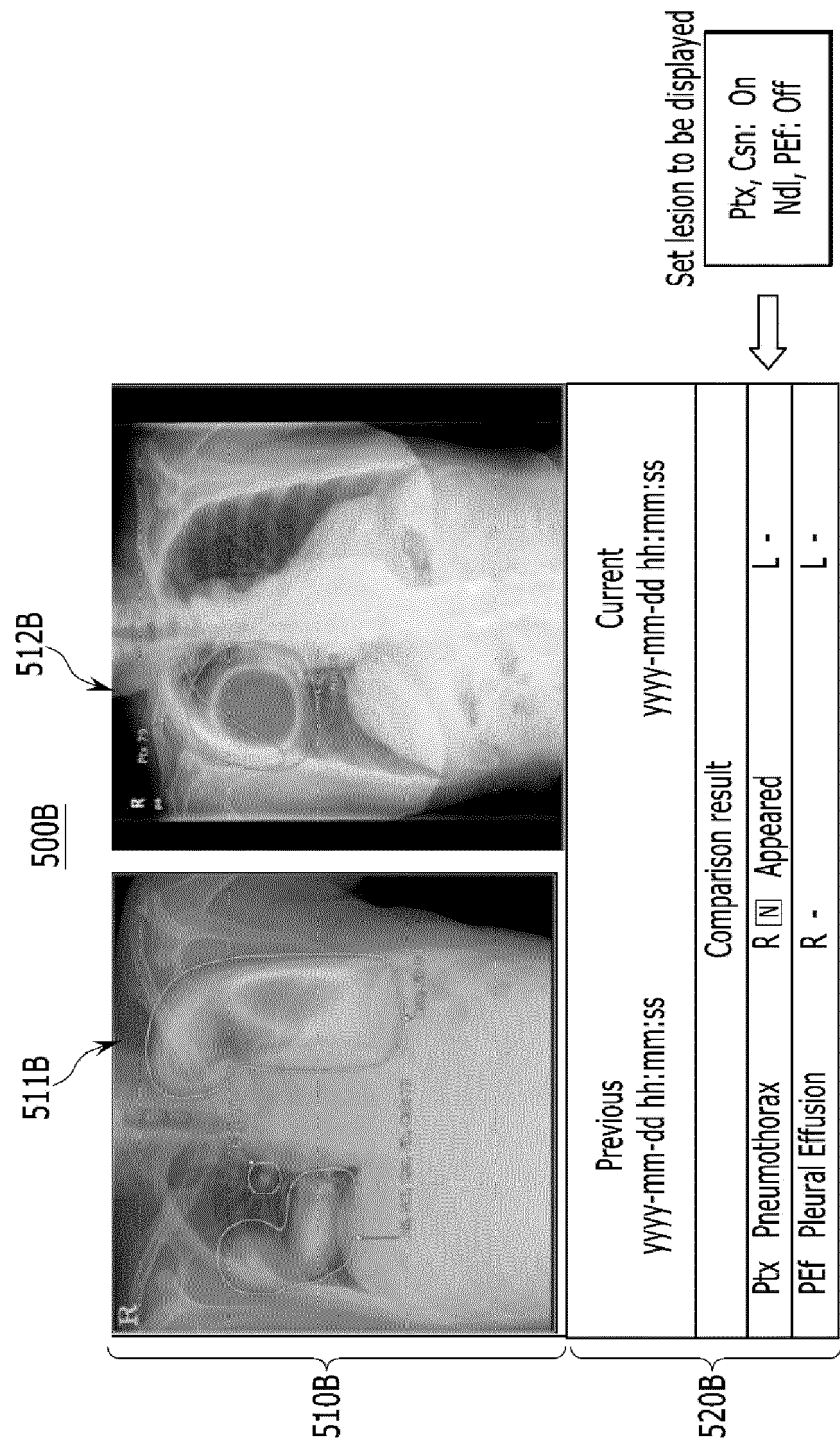 500B
511B
512B
R
R
Ptx 79
510B
Previous
yyyy-mm-dd hh:mm:ss
Current
yyyy-mm-dd hh:mm:ss
Comparison result
Ptx Pneumothorax R N Appeared L -
PEf Pleural Effusion R - L -
520B
Set lesion to be displayed
Ptx, Csn: On
Ndl, PEf: Off